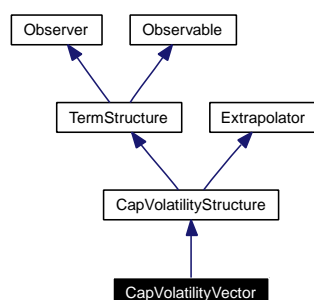 Observer
Observable
TermStructure
Extrapolator
CapVolatilityStructure
CapVolatilityVector